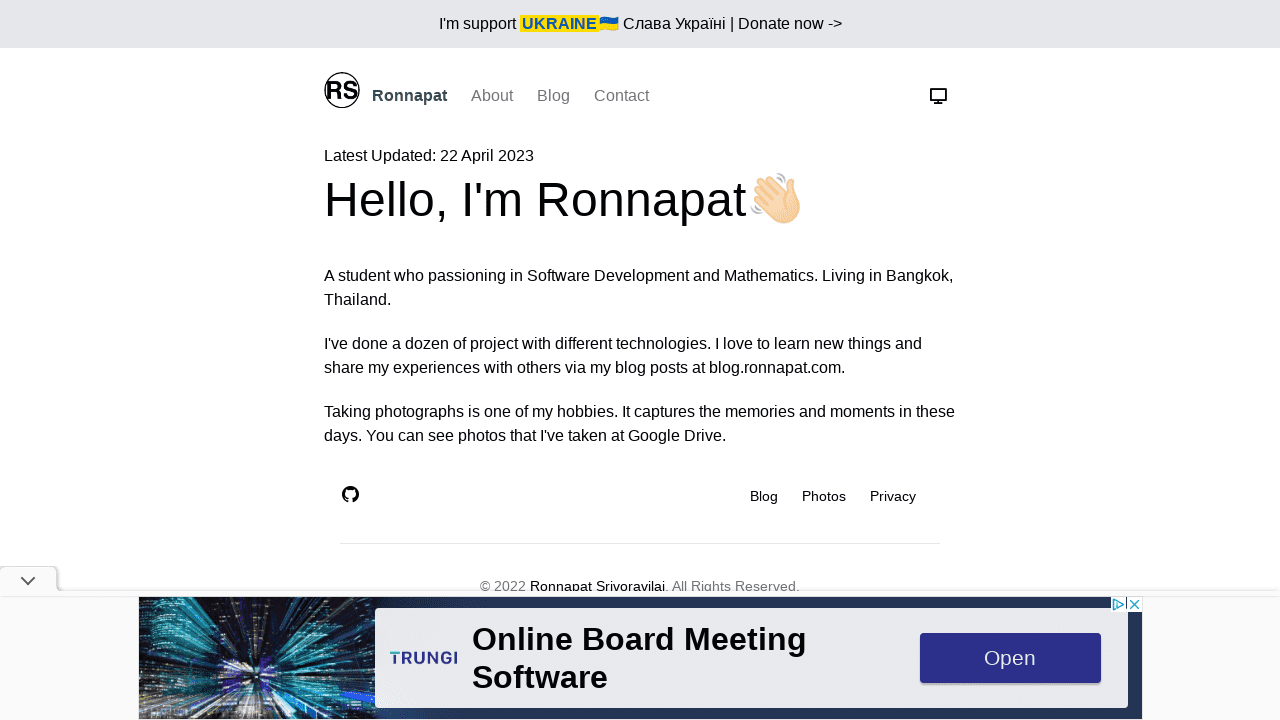 I'm support UKRAINE🇺🇦 Слава Україні | Donate now ->
RS Ronnapat About Blog Contact
Latest Updated: 22 April 2023
Hello, I'm Ronnapat👋🏻
A student who passioning in Software Development and Mathematics. Living in Bangkok,
Thailand.
I've done a dozen of project with different technologies. I love to learn new things and
share my experiences with others via my blog posts at blog.ronnapat.com.
Taking photographs is one of my hobbies. It captures the memories and moments in these
days. You can see photos that I've taken at Google Drive.
Blog Photos Privacy
© 2022 Ronnapat Srivoravilai. All Rights Reserved.
TRUNGI
Online Board Meeting
Software
Open